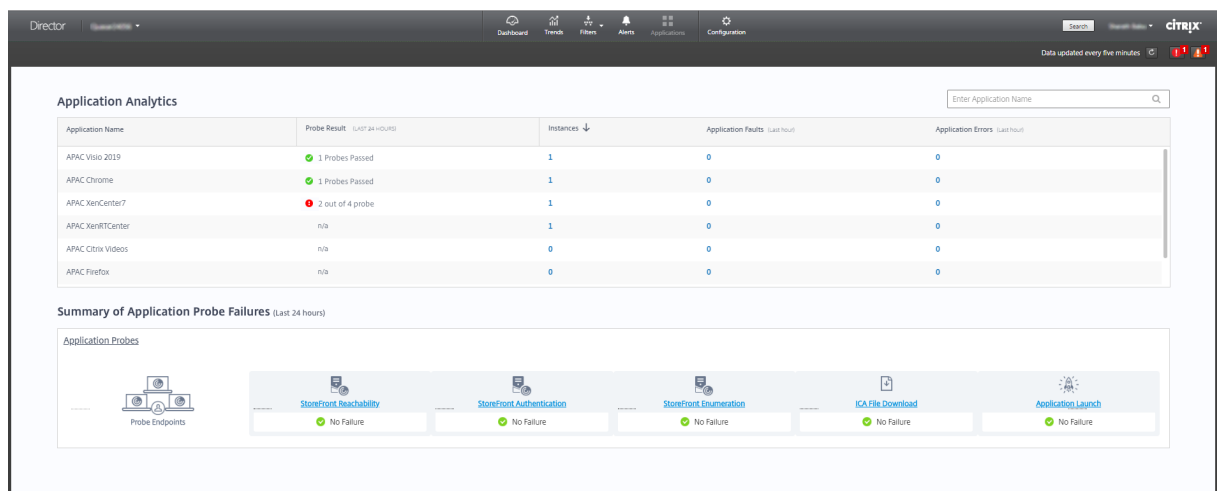 Director
Dashboard Trends Filters Alerts Applications Configuration
Search
CİTRIX
Data updated every five minutes 1 1
Application Analytics
Enter Application Name
Application Name Probe Result (LAST 24 HOURS) Instances Application Faults (Last hour) Application Errors (Last hour)
APAC Visio 2019 1 Probes Passed 1 0 0
APAC Chrome 1 Probes Passed 1 0 0
APAC XenCenter7 2 out of 4 probe 1 0 0
APAC XenRTCenter n/a 1 0 0
APAC Citrix Videos n/a 0 0 0
APAC Firefox n/a 0 0 0
Summary of Application Probe Failures (Last 24 hours)
Application Probes
Probe Endpoints
StoreFront Reachability StoreFront Authentication StoreFront Enumeration ICA File Download Application Launch
No Failure No Failure No Failure No Failure No Failure